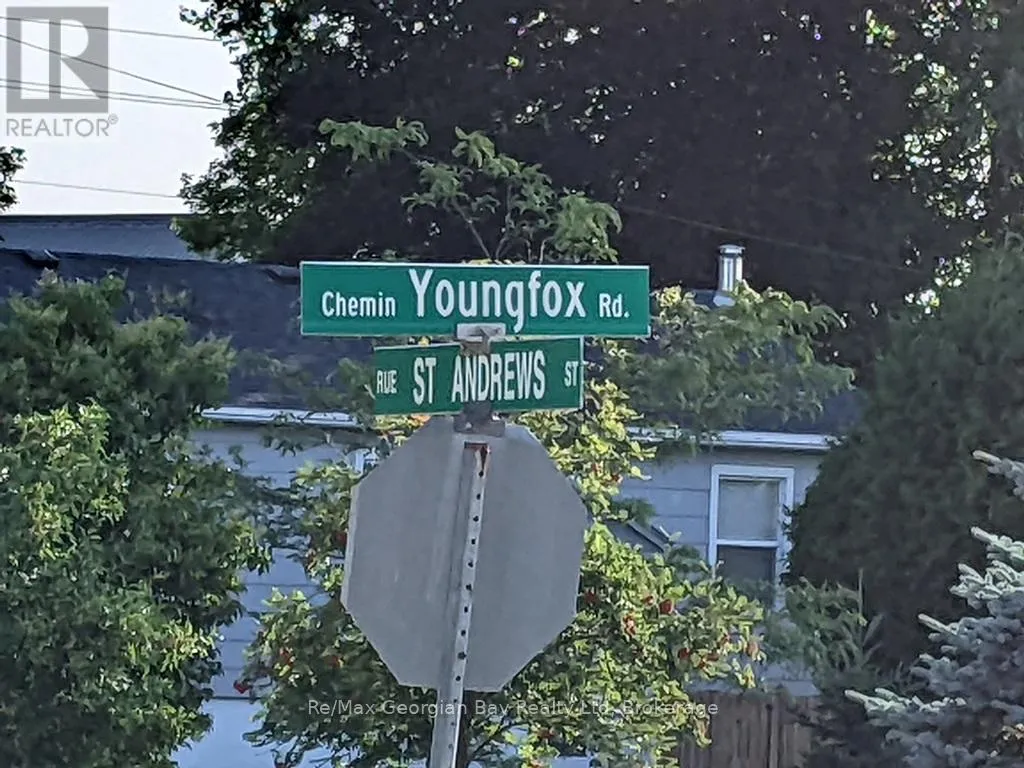 R
REALTOR®
Chemin Youngfox Rd.
RUE ST ANDREWS ST
Re/Max Georgian Bay Realty Ltd, Brokerage